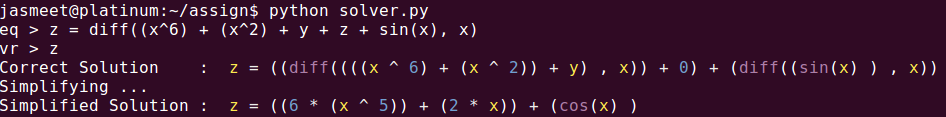 jasmeet@platinum:~/assign$ python solver.py
eq > z = diff((x^6) + (x^2) + y + z + sin(x), x)
vr > z
Correct Solution    :  z = ((diff((((x ^ 6) + (x ^ 2)) + y) , x)) + 0) + (diff((sin(x) ) , x))
Simplifying ...
Simplified Solution :  z = ((6 * (x ^ 5)) + (2 * x)) + (cos(x) )